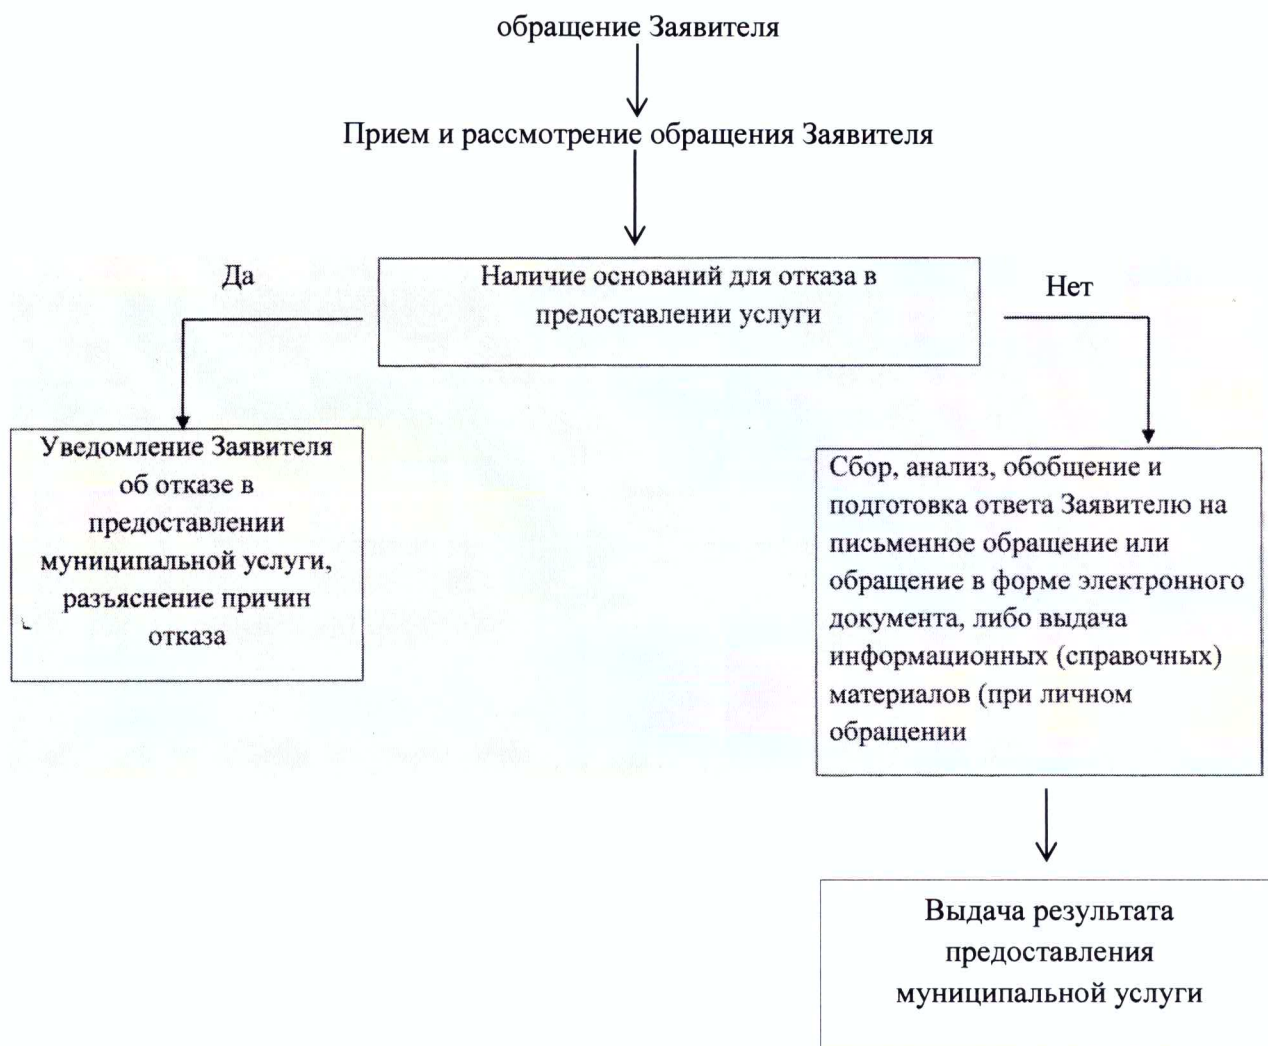 обращение Заявителя
Прием и рассмотрение обращения Заявителя
Да
Наличие оснований для отказа в
предоставлении услуги
Нет
Уведомление Заявителя
об отказе в
предоставлении
муниципальной услуги,
разъяснение причин
отказа
Сбор, анализ, обобщение и
подготовка ответа Заявителю на
письменное обращение или
обращение в форме электронного
документа, либо выдача
информационных (справочных)
материалов (при личном
обращении
Выдача результата
предоставления
муниципальной услуги